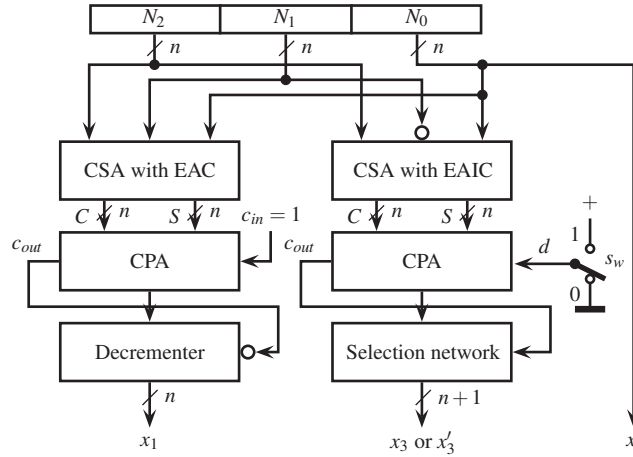 N₂ N₁ N₀
n n n
CSA with EAC CSA with EAIC
C n S n c_in = 1 C n S n
+
1
c_out CPA c_out CPA d s_w
0
Decrementer Selection network
n n + 1
x₁ x₃ or x′₃ x